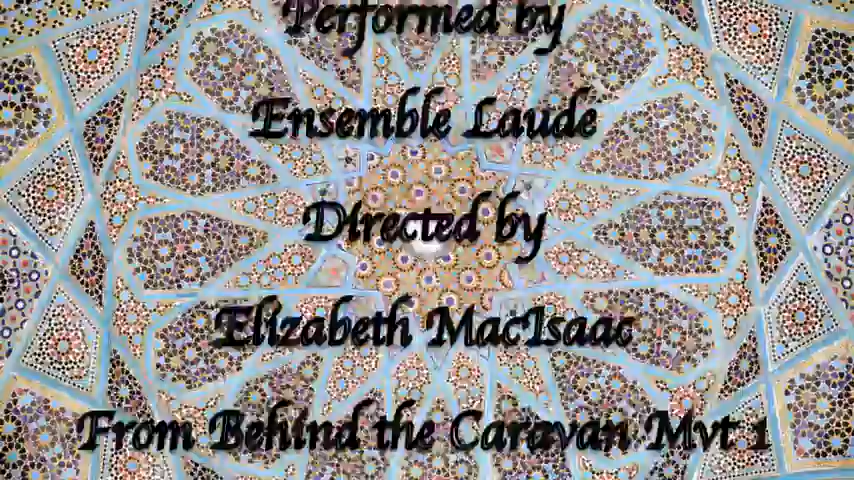 Performed by
Ensemble Laude
Directed by
Elizabeth MacIsaac
From Behind the Caravan Mvt 1